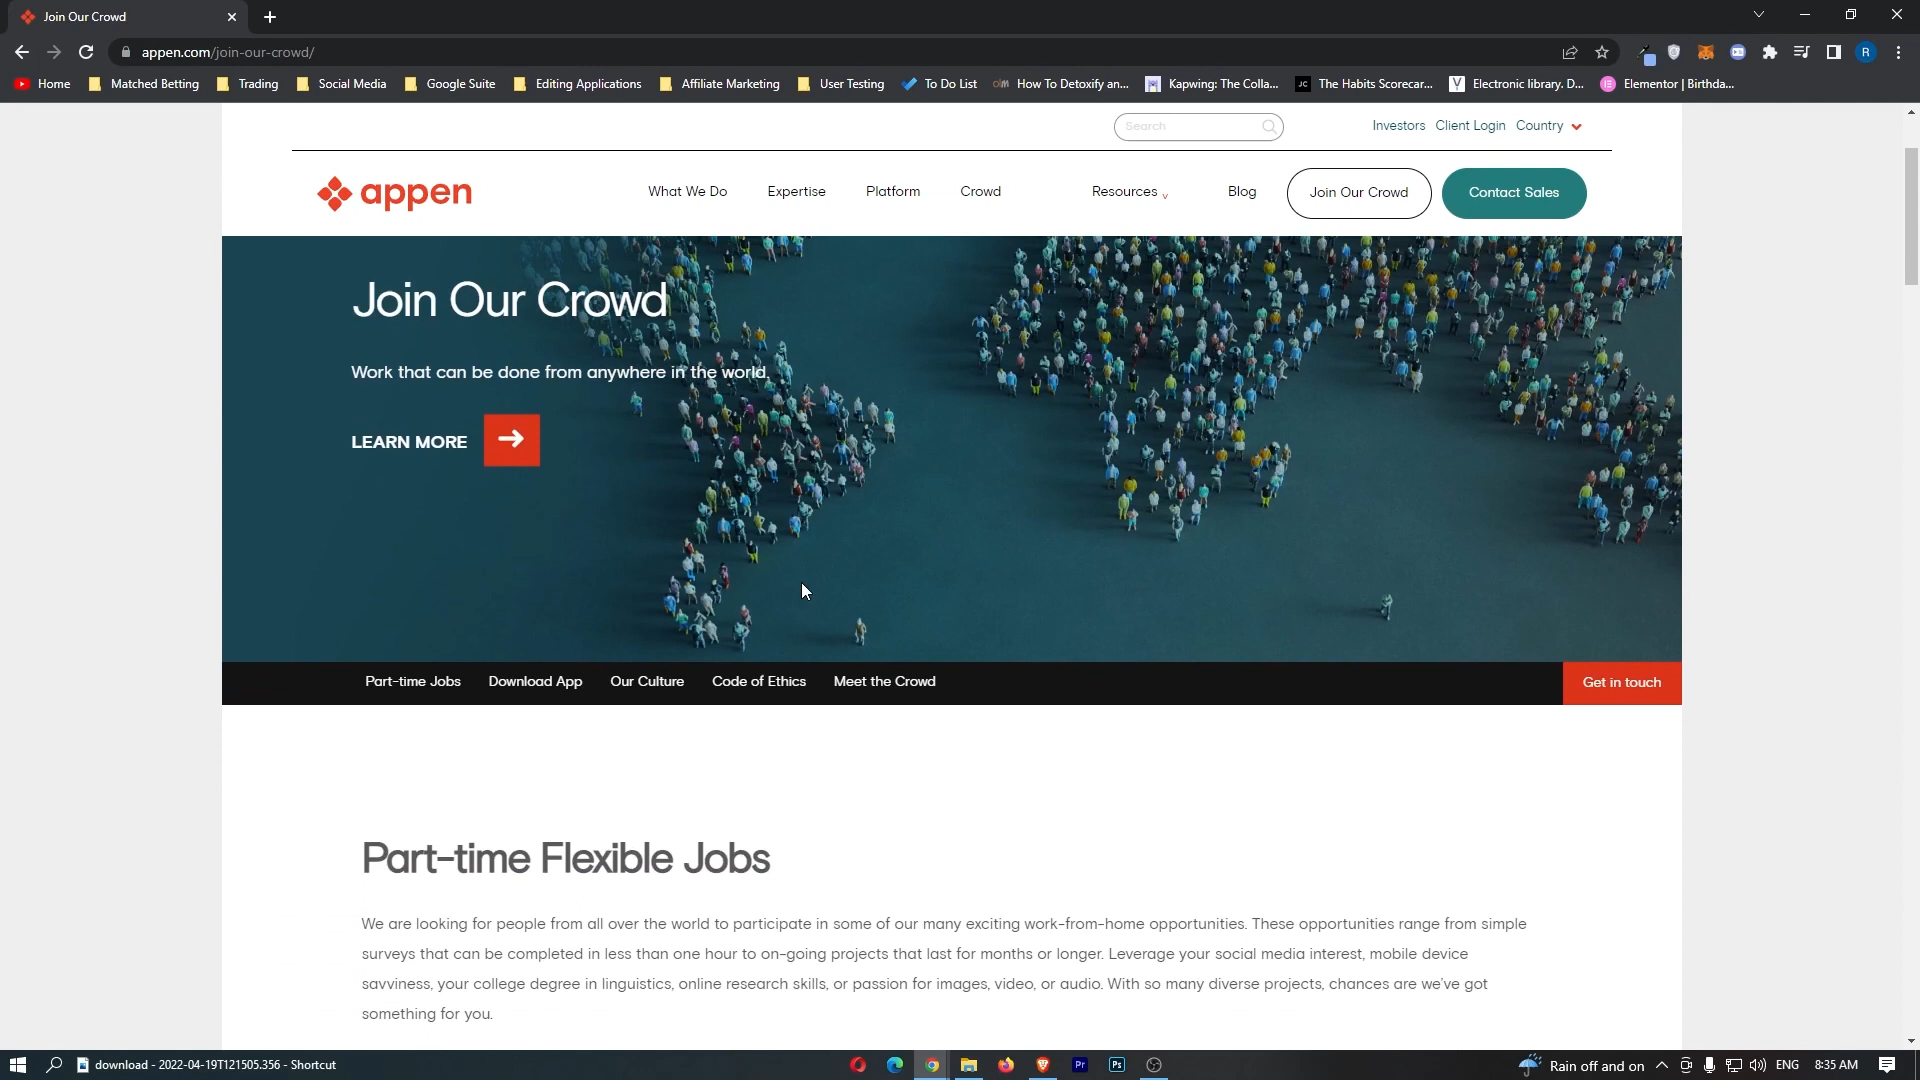 Join Our Crowd
appen.com/join-our-crowd/
R
Home Matched Betting Trading Social Media Google Suite Editing Applications Affiliate Marketing User Testing To Do List How To Detoxify an... Kapwing: The Colla... JC The Habits Scorecar... Electronic library. D... Elementor | Birthda...
Search Investors Client Login Country
appen What We Do Expertise Platform Crowd Resources Blog Join Our Crowd Contact Sales
Join Our Crowd
Work that can be done from anywhere in the world.
LEARN MORE
Part-time Jobs Download App Our Culture Code of Ethics Meet the Crowd Get in touch
Part-time Flexible Jobs
We are looking for people from all over the world to participate in some of our many exciting work-from-home opportunities. These opportunities range from simple
surveys that can be completed in less than one hour to on-going projects that last for months or longer. Leverage your social media interest, mobile device
savviness, your college degree in linguistics, online research skills, or passion for images, video, or audio. With so many diverse projects, chances are we've got
something for you.
download - 2022-04-19T121505.356 - Shortcut Pr Ps Rain off and on ENG 8:35 AM